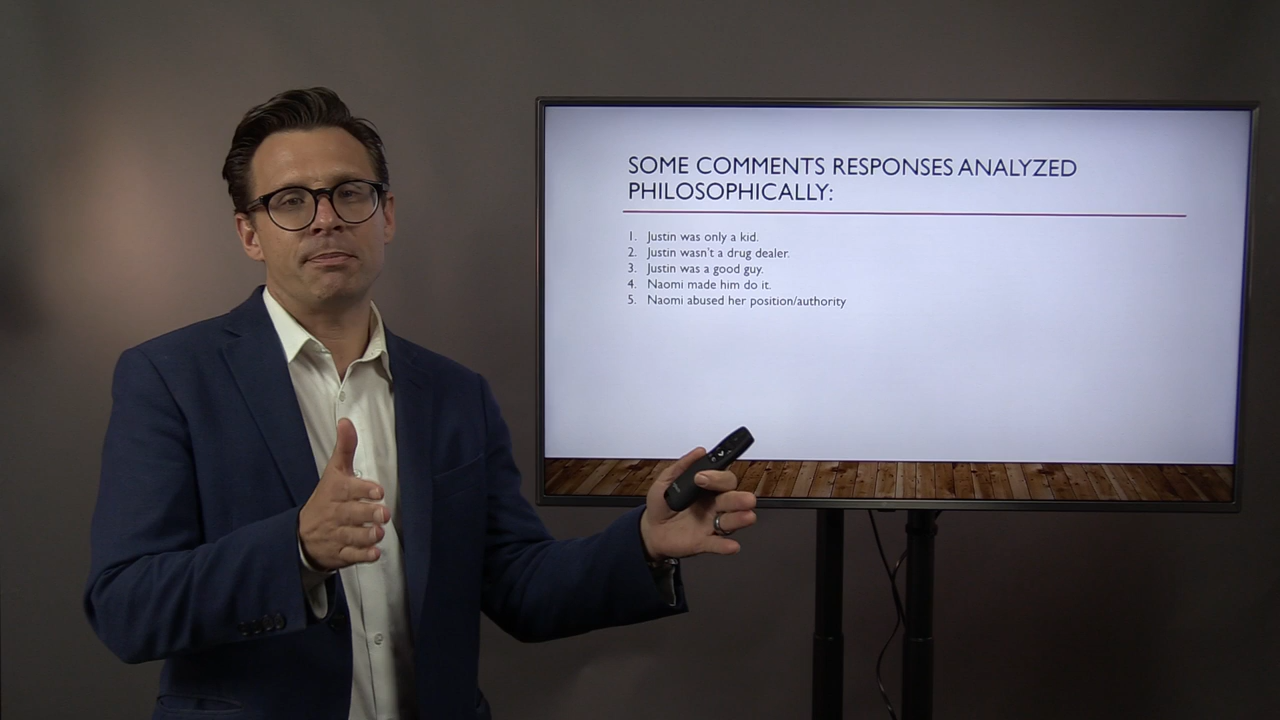 SOME COMMENTS RESPONSES ANALYZED
PHILOSOPHICALLY:
1. Justin was only a kid.
2. Justin wasn't a drug dealer.
3. Justin was a good guy.
4. Naomi made him do it.
5. Naomi abused her position/authority